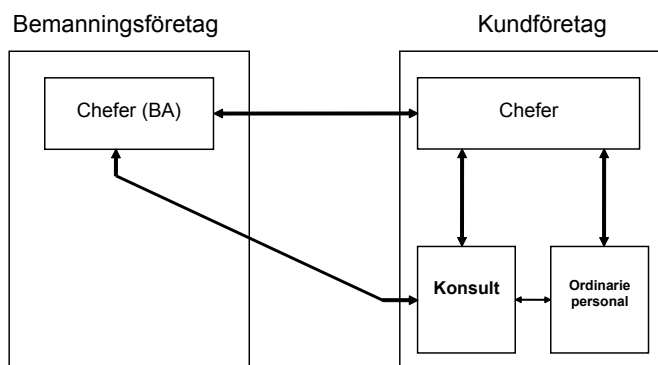 Bemanningsföretag
Kundföretag
Chefer (BA)
Chefer
Konsult
Ordinarie
personal